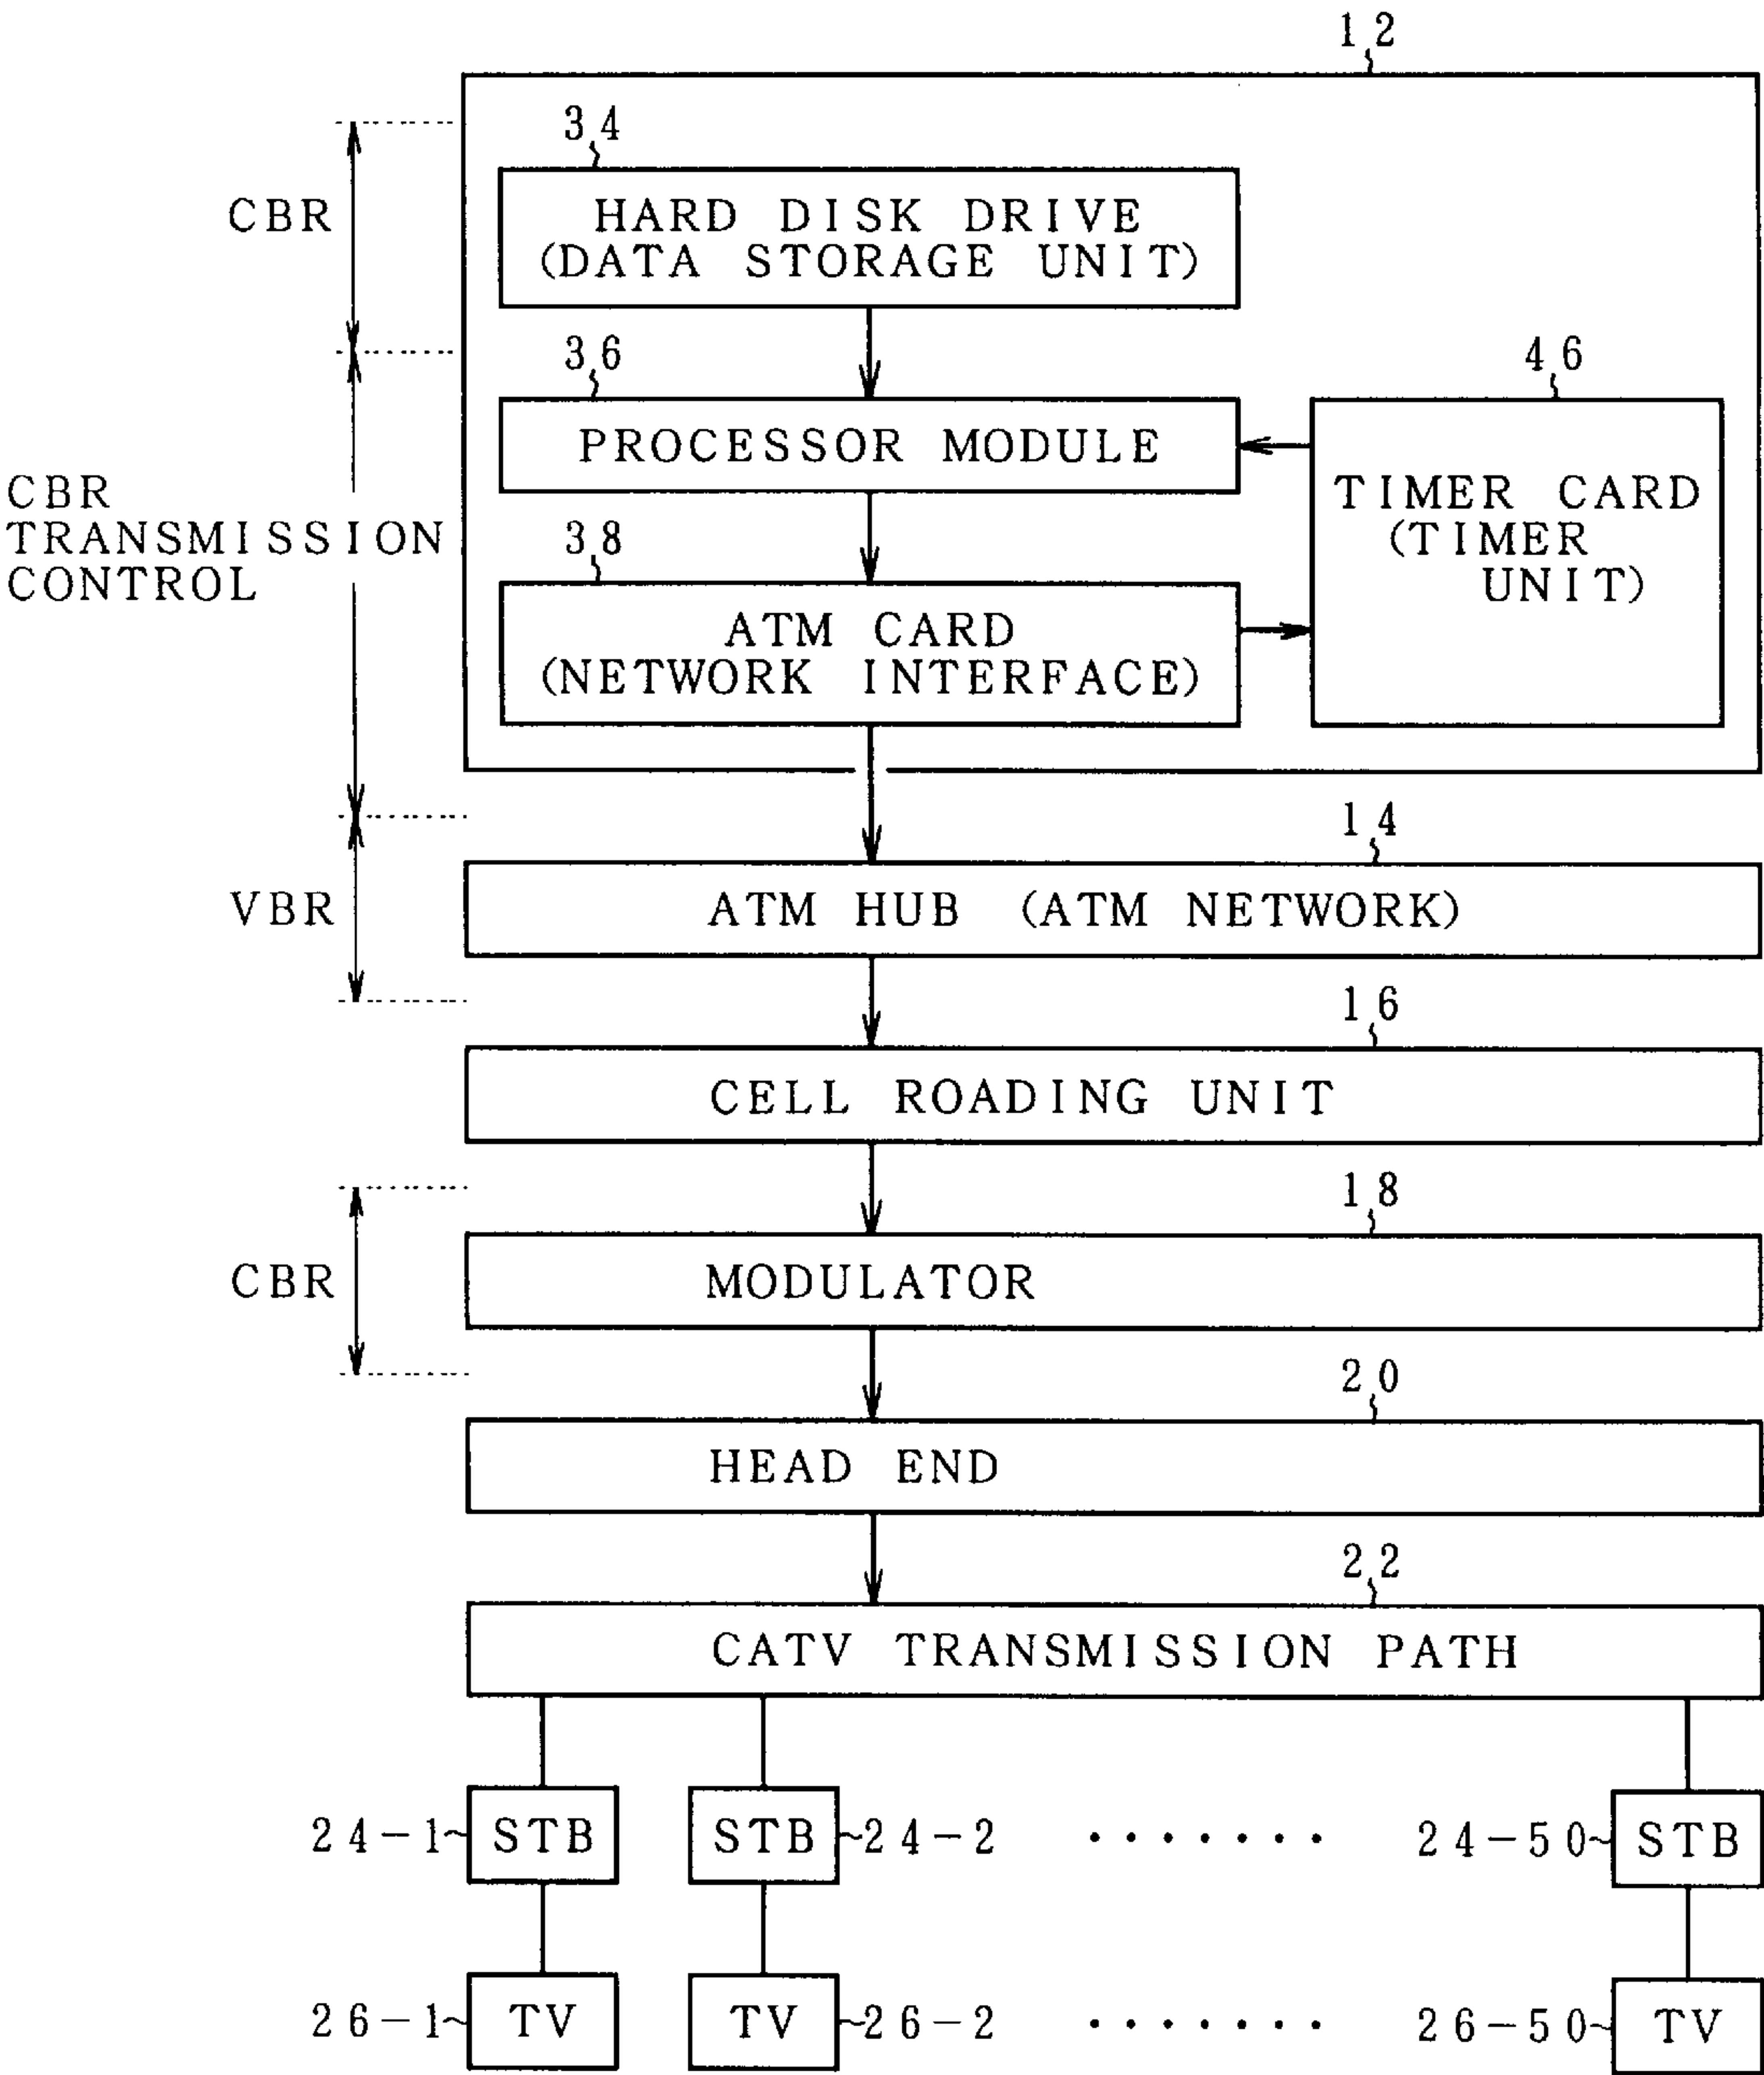 12
34
HARD DISK DRIVE
(DATA STORAGE UNIT)
CBR
36
46
PROCESSOR MODULE
TIMER CARD
(TIMER
UNIT)
CBR
TRANSMISSION
CONTROL
38
ATM CARD
(NETWORK INTERFACE)
14
VBR
ATM HUB (ATM NETWORK)
16
CELL ROADING UNIT
18
CBR
MODULATOR
20
HEAD END
22
CATV TRANSMISSION PATH
24-1 STB STB 24-2 ······· 24-50 STB
26-1 TV TV 26-2 ······· 26-50 TV